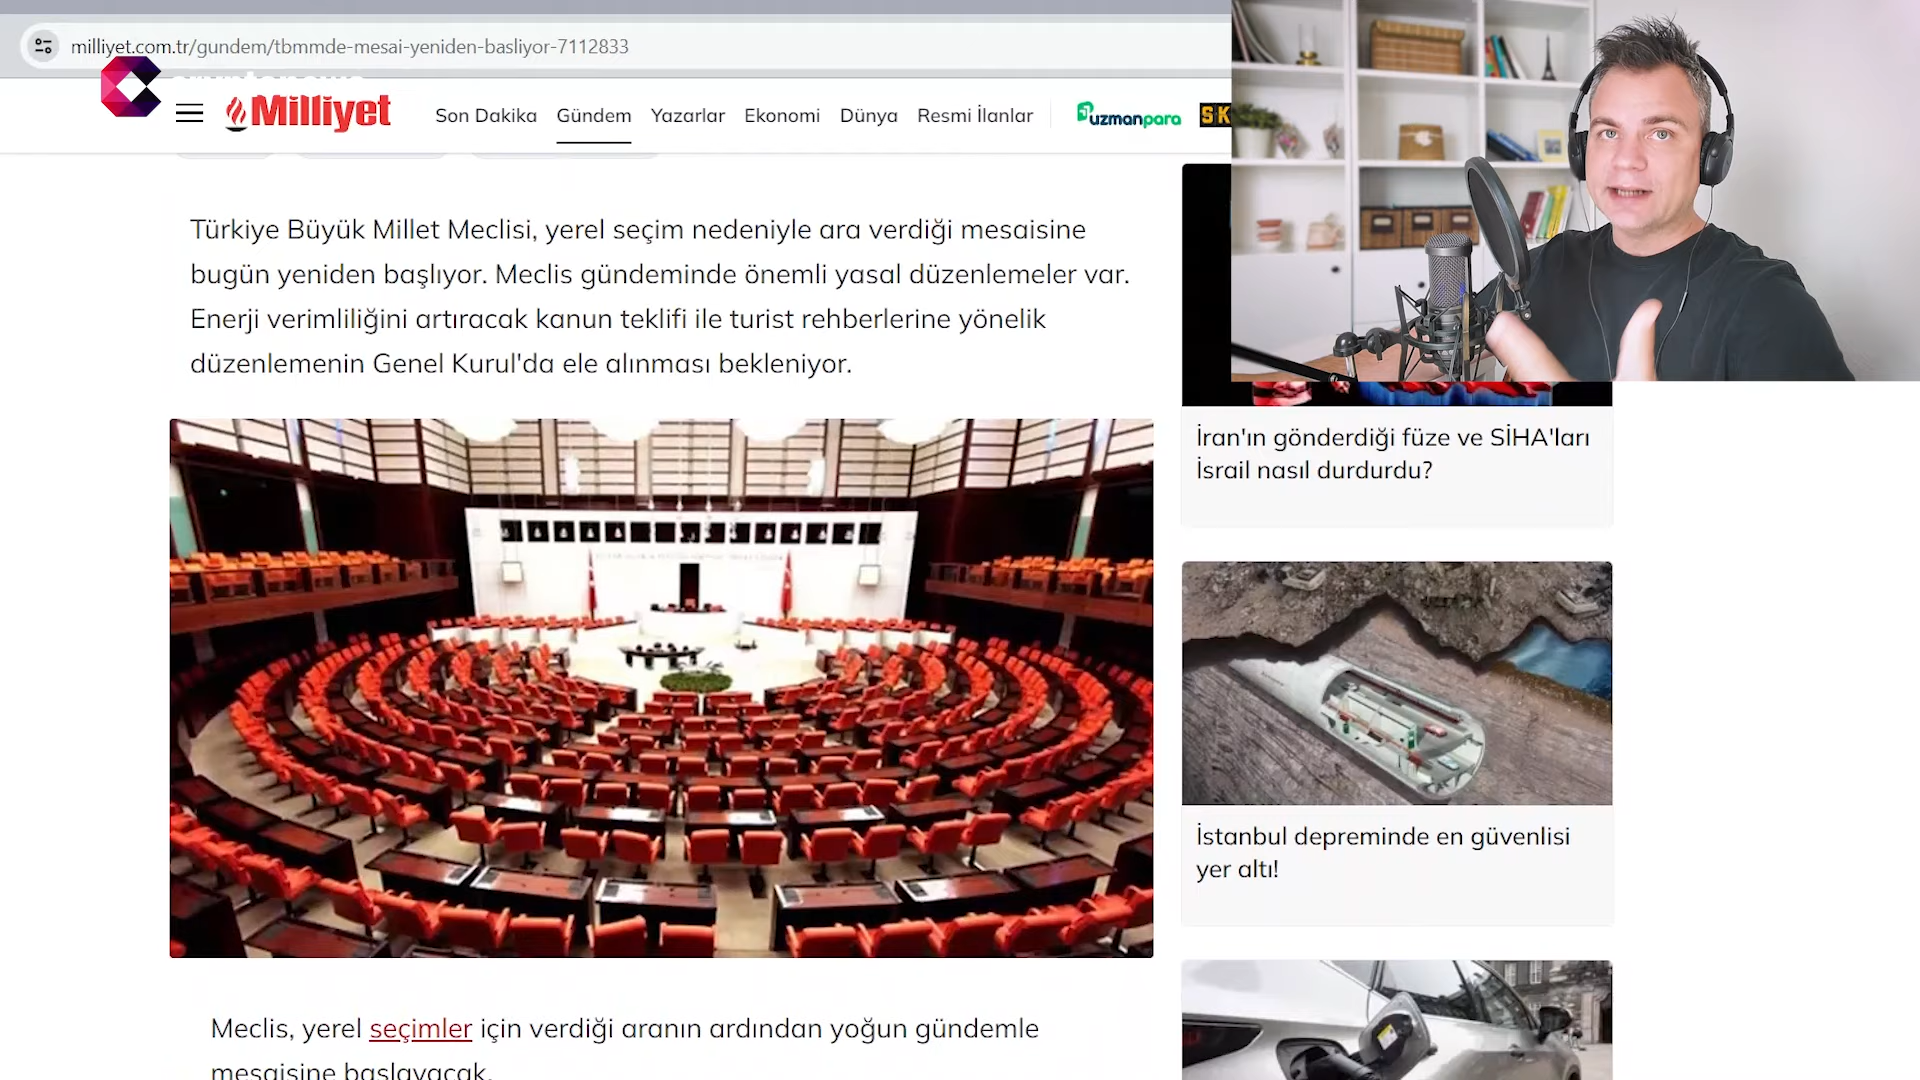 milliyet.com.tr/gundem/tbmmde-mesai-yeniden-basliyor-7112833
Milliyet
Son Dakika
Gündem
Yazarlar
Ekonomi
Dünya
Resmi İlanlar
uzmanpara
SK
Türkiye Büyük Millet Meclisi, yerel seçim nedeniyle ara verdiği mesaisine
bugün yeniden başlıyor. Meclis gündeminde önemli yasal düzenlemeler var.
Enerji verimliliğini artıracak kanun teklifi ile turist rehberlerine yönelik
düzenlemenin Genel Kurul'da ele alınması bekleniyor.
İran'ın gönderdiği füze ve SİHA'ları
İsrail nasıl durdurdu?
İstanbul depreminde en güvenlisi
yer altı!
Meclis, yerel seçimler için verdiği aranın ardından yoğun gündemle
mesaisine başlayacak.